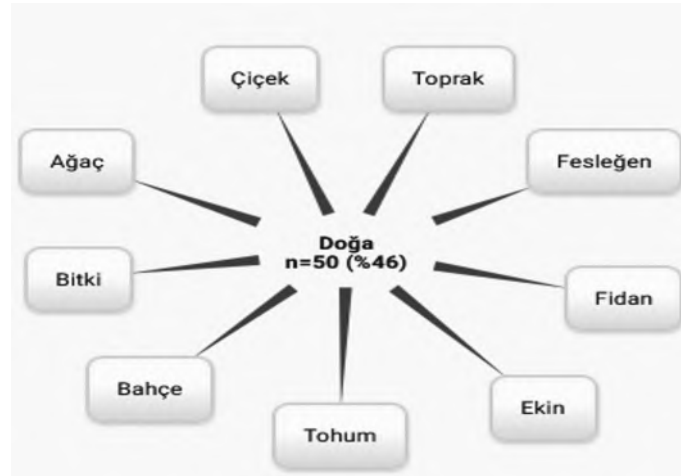 Çiçek
Toprak
Ağaç
Fesleğen
Doğa
n=50 (%46)
Bitki
Fidan
Bahçe
Ekin
Tohum